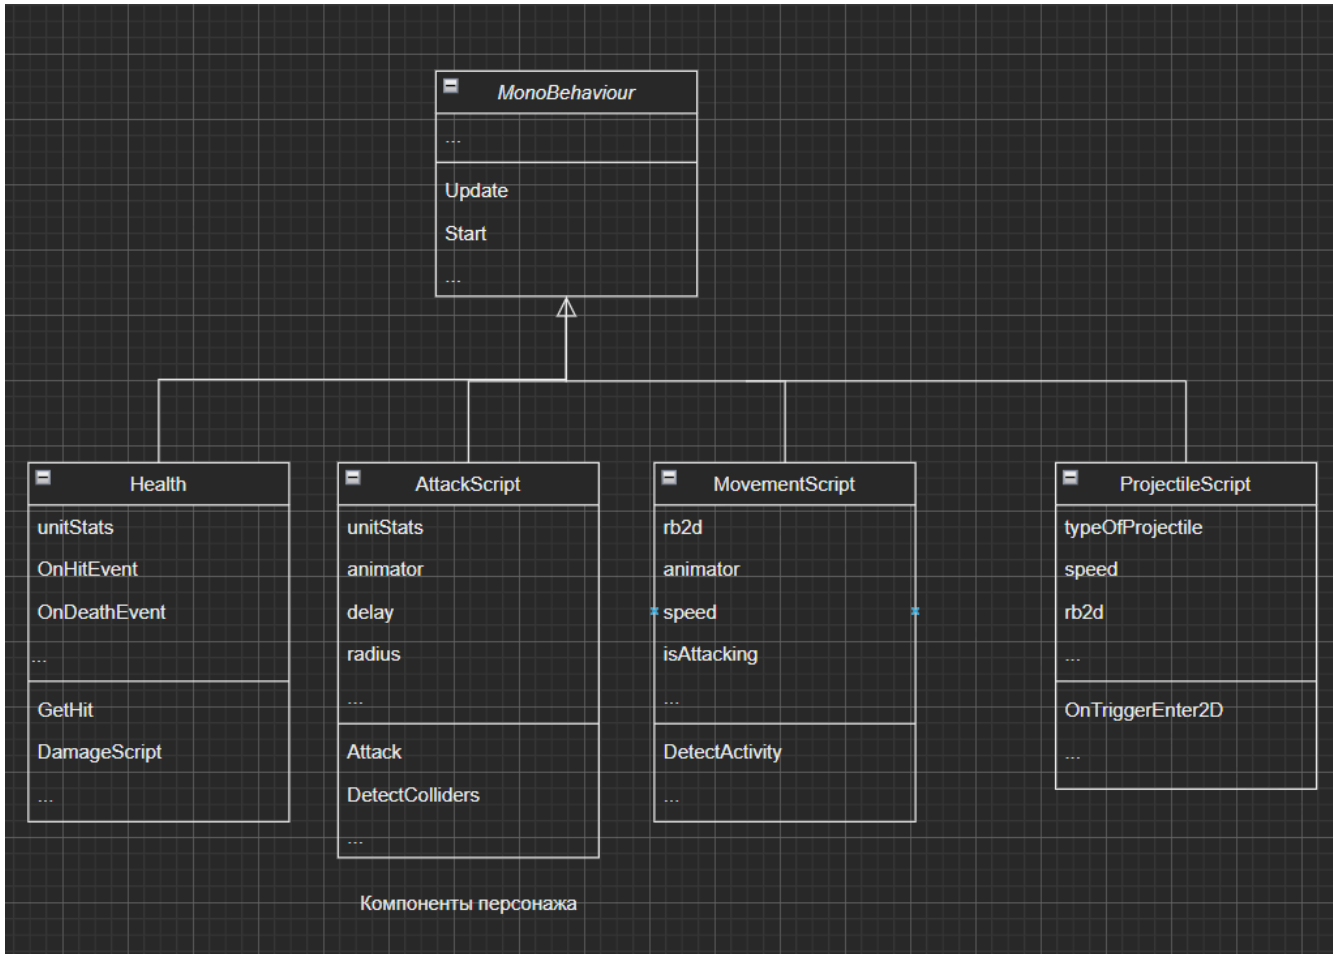 MonoBehaviour
...
Update
Start
...
Health
unitStats
OnHitEvent
OnDeathEvent
...
GetHit
DamageScript
...
AttackScript
unitStats
animator
delay
radius
...
Attack
DetectColliders
...
MovementScript
rb2d
animator
speed
isAttacking
...
DetectActivity
...
ProjectileScript
typeOfProjectile
speed
rb2d
...
OnTriggerEnter2D
...
Компоненты персонажа